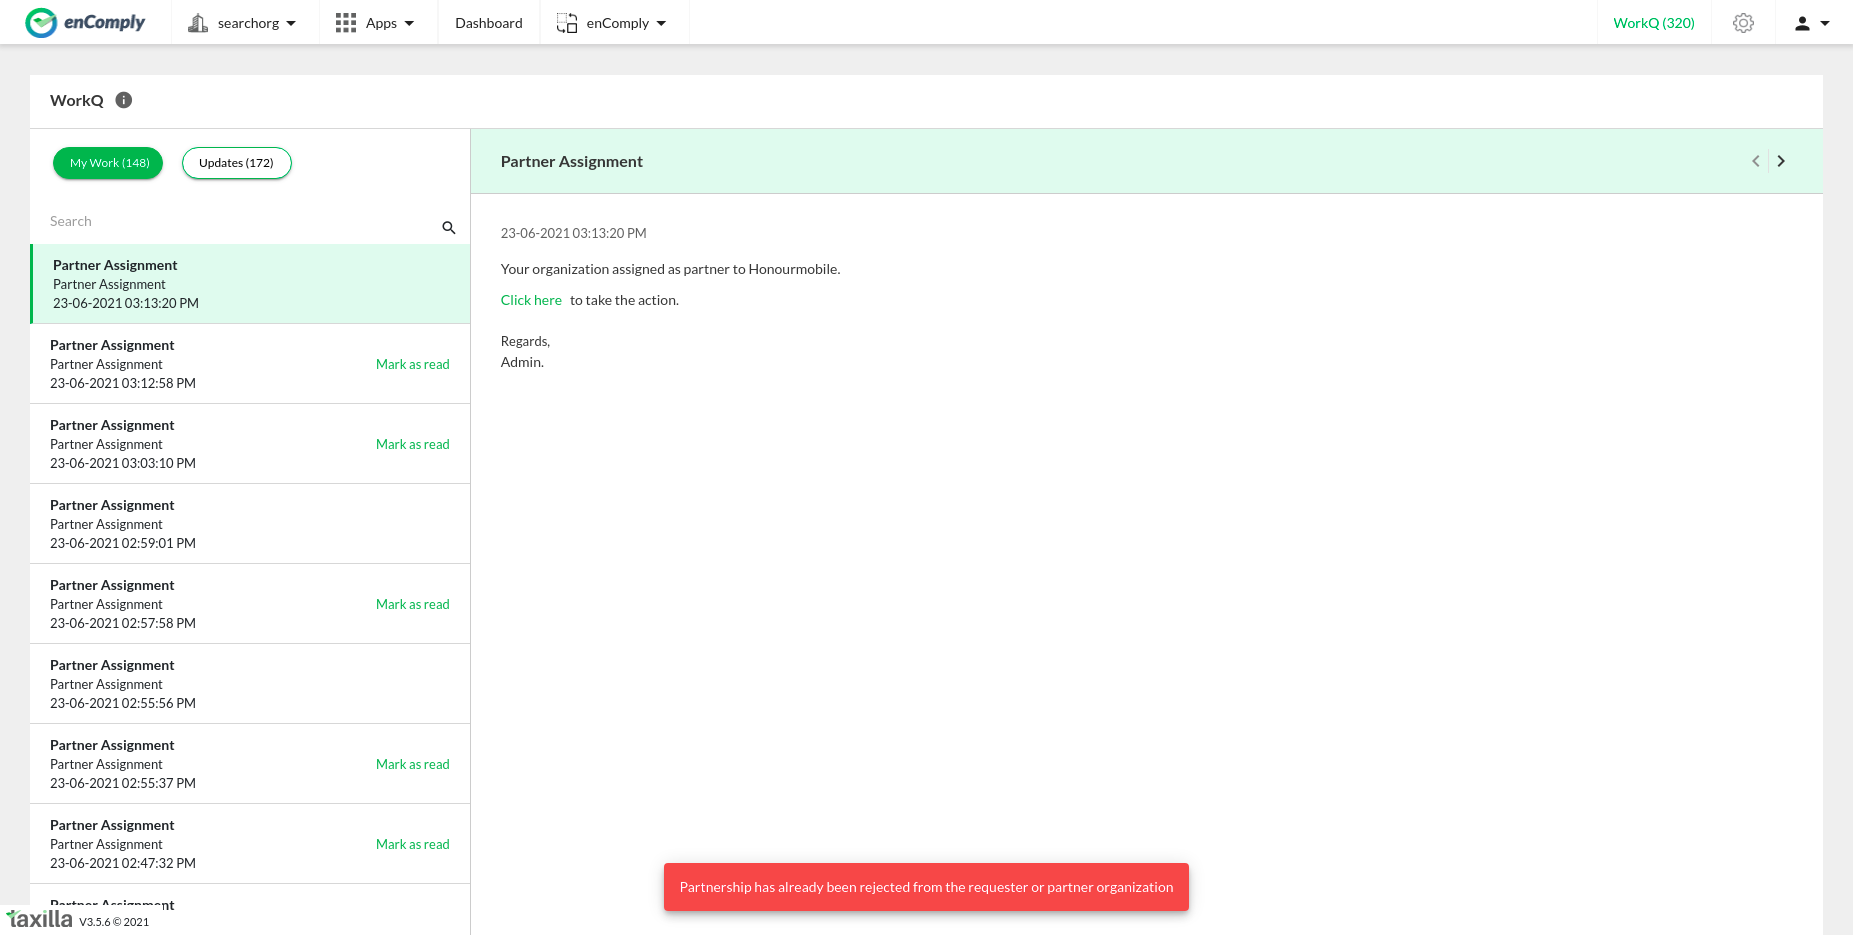 enComply
searchorg
Apps
Dashboard
enComply
WorkQ (320)
WorkQ
My Work (148)
Updates (172)
Search
Partner Assignment
Partner Assignment
23-06-2021 03:13:20 PM
Partner Assignment
Partner Assignment
Mark as read
23-06-2021 03:12:58 PM
Partner Assignment
Partner Assignment
Mark as read
23-06-2021 03:03:10 PM
Partner Assignment
Partner Assignment
23-06-2021 02:59:01 PM
Partner Assignment
Partner Assignment
Mark as read
23-06-2021 02:57:58 PM
Partner Assignment
Partner Assignment
23-06-2021 02:55:56 PM
Partner Assignment
Partner Assignment
Mark as read
23-06-2021 02:55:37 PM
Partner Assignment
Partner Assignment
Mark as read
23-06-2021 02:47:32 PM
Partner Assignment
taxilla V3.5.6 © 2021
Partner Assignment
23-06-2021 03:13:20 PM
Your organization assigned as partner to Honourmobile.
Click here to take the action.
Regards,
Admin.
Partnership has already been rejected from the requester or partner organization